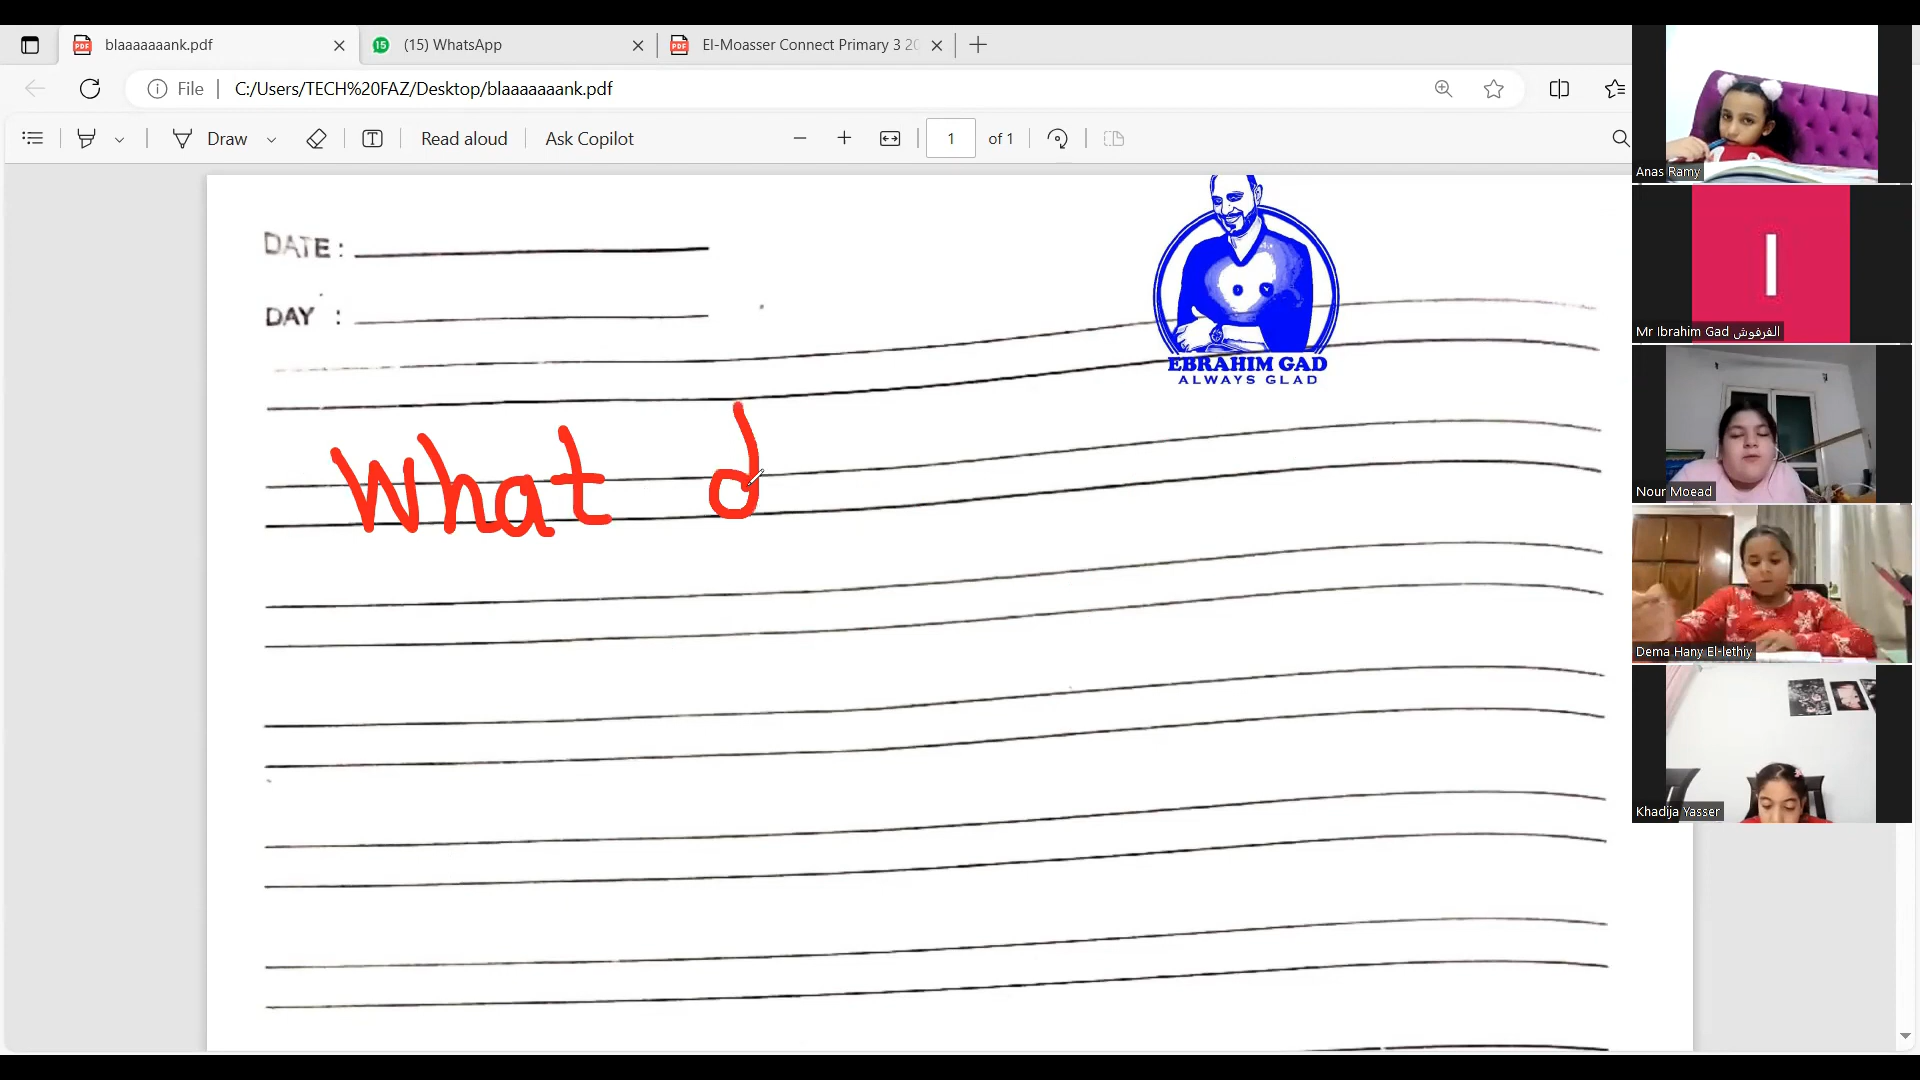 blaaaaaaank.pdf
(15) WhatsApp
El-Moasser Connect Primary 3 20
File
C:/Users/TECH%20FAZ/Desktop/blaaaaaaank.pdf
Draw
Read aloud
Ask Copilot
1
of 1
DATE :
DAY :
EBRAHIM GAD
ALWAYS GLAD
What d
Anas Ramy
I
Mr Ibrahim Gad الفرفوش
Nour Moead
Dema Hany El-lethiy
Khadija Yasser